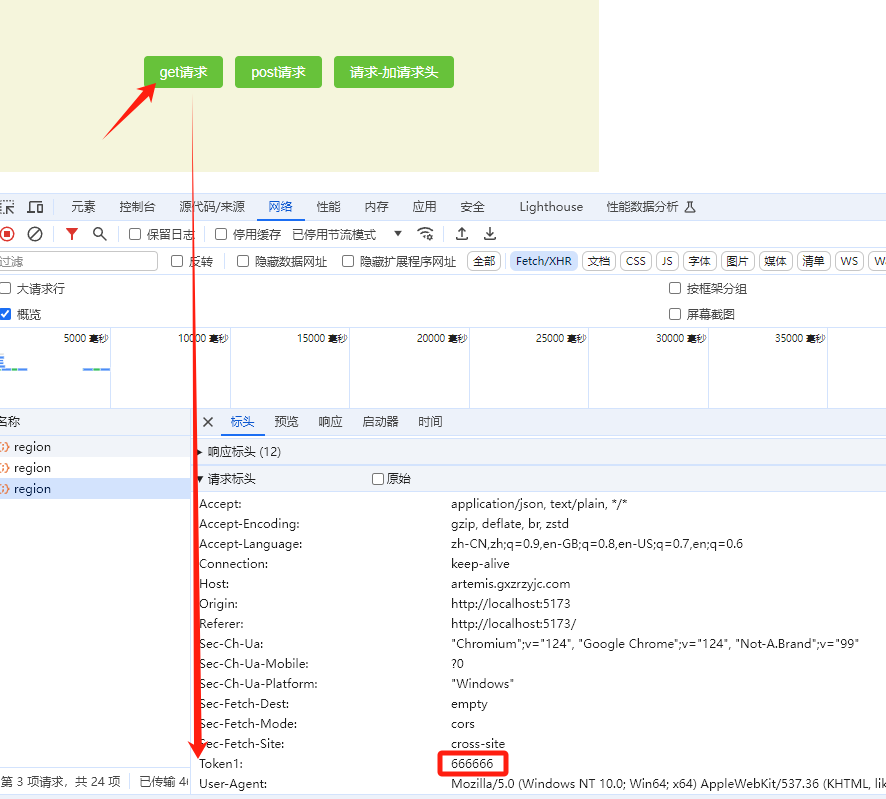 get请求 post请求 请求-加请求头
元素 控制台 源代码/来源 网络 性能 内存 应用 安全 Lighthouse 性能数据分析
保留日志 停用缓存 已停用节流模式
过滤 反转 隐藏数据网址 隐藏扩展程序网址 全部 Fetch/XHR 文档 CSS JS 字体 图片 媒体 清单 WS W
大请求行 按框架分组
概览 屏幕截图
5000 毫秒 10000 毫秒 15000 毫秒 20000 毫秒 25000 毫秒 30000 毫秒 35000 毫秒
名称 标头 预览 响应 启动器 时间
region
region
region
响应标头 (12)
请求标头 原始
Accept: application/json, text/plain, */*
Accept-Encoding: gzip, deflate, br, zstd
Accept-Language: zh-CN,zh;q=0.9,en-GB;q=0.8,en-US;q=0.7,en;q=0.6
Connection: keep-alive
Host: artemis.gxzrzyjc.com
Origin: http://localhost:5173
Referer: http://localhost:5173/
Sec-Ch-Ua: "Chromium";v="124", "Google Chrome";v="124", "Not-A.Brand";v="99"
Sec-Ch-Ua-Mobile: ?0
Sec-Ch-Ua-Platform: "Windows"
Sec-Fetch-Dest: empty
Sec-Fetch-Mode: cors
Sec-Fetch-Site: cross-site
Token1: 666666
User-Agent: Mozilla/5.0 (Windows NT 10.0; Win64; x64) AppleWebKit/537.36 (KHTML, lik
第 3 项请求，共 24 项 已传输 4